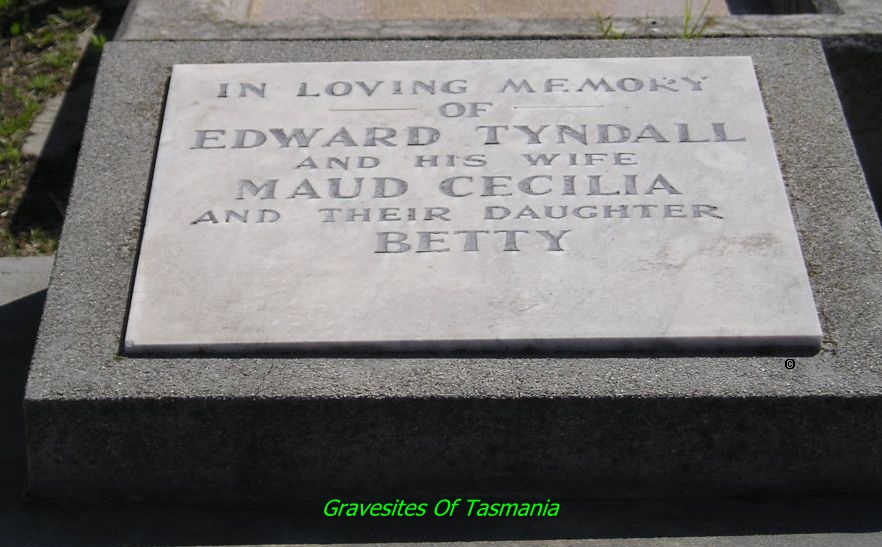 IN LOVING MEMORY
OF
EDWARD TYNDALL
AND HIS WIFE
MAUD CECILIA
AND THEIR DAUGHTER
BETTY
©
Gravesites Of Tasmania